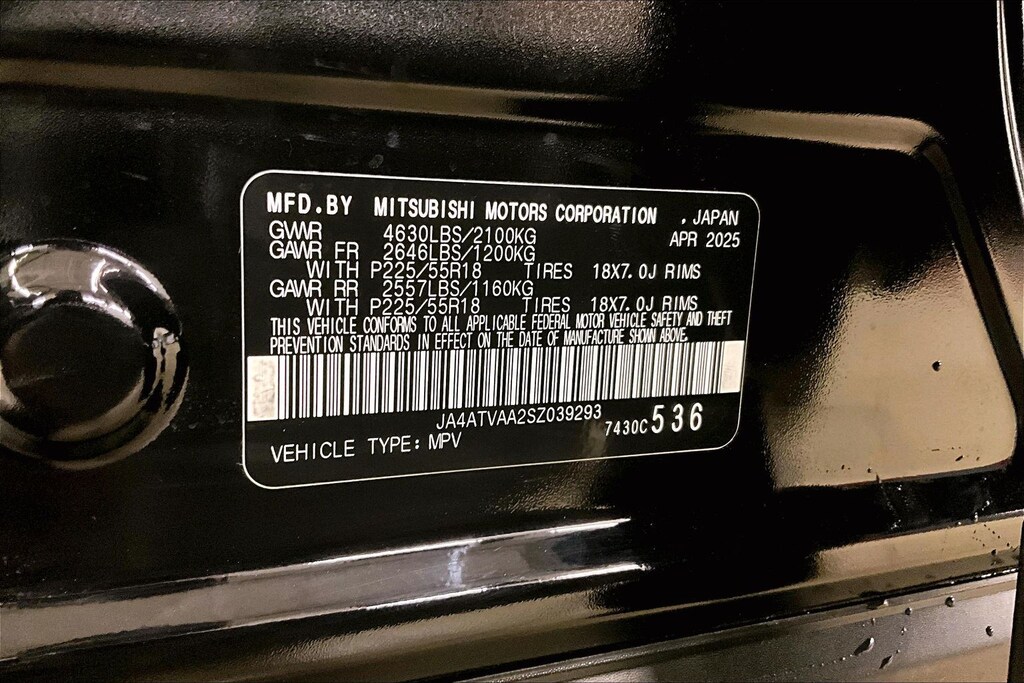 MFD.BY MITSUBISHI MOTORS CORPORATION . JAPAN
GVWR 4630LBS/2100KG APR 2025
GAWR FR 2646LBS/1200KG
WITH P225/55R18 TIRES 18X7.0J RIMS
GAWR RR 2557LBS/1160KG
WITH P225/55R18 TIRES 18X7.0J RIMS
THIS VEHICLE CONFORMS TO ALL APPLICABLE FEDERAL MOTOR VEHICLE SAFETY AND THEFT
PREVENTION STANDARDS IN EFFECT ON THE DATE OF MANUFACTURE SHOWN ABOVE.
JA4ATVAA2SZ039293
7430C536
VEHICLE TYPE: MPV